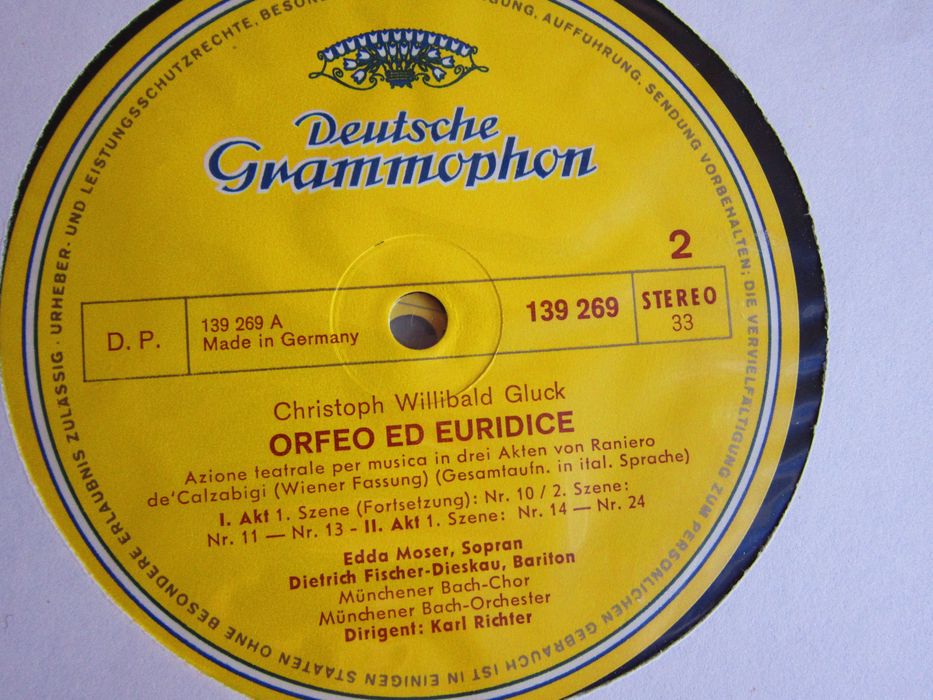 Deutsche
Grammophon
2
D. P.
139 269 A
Made in Germany
139 269
STEREO
33
Christoph Willibald Gluck
ORFEO ED EURIDICE
Azione teatrale per musica in drei Akten von Raniero
de'Calzabigi (Wiener Fassung) (Gesamtaufn. in ital. Sprache)
I. Akt 1. Szene (Fortsetzung): Nr. 10 / 2. Szene:
Nr. 11 — Nr. 13 - II. Akt 1. Szene: Nr. 14 — Nr. 24
Edda Moser, Sopran
Dietrich Fischer-Dieskau, Bariton
Münchener Bach-Chor
Münchener Bach-Orchester
Dirigent: Karl Richter
AUFFÜHRUNG, SENDUNG VORBEHALTEN; DIE VERVIELFÄLTIGUNG ZUM PERSÖNLICHEN GEBRAUCH IST IN EINIGEN STAATEN OHNE BESONDERE ERLAUBNIS ZULÄSSIG · URHEBER- UND LEISTUNGSSCHUTZRECHTE,